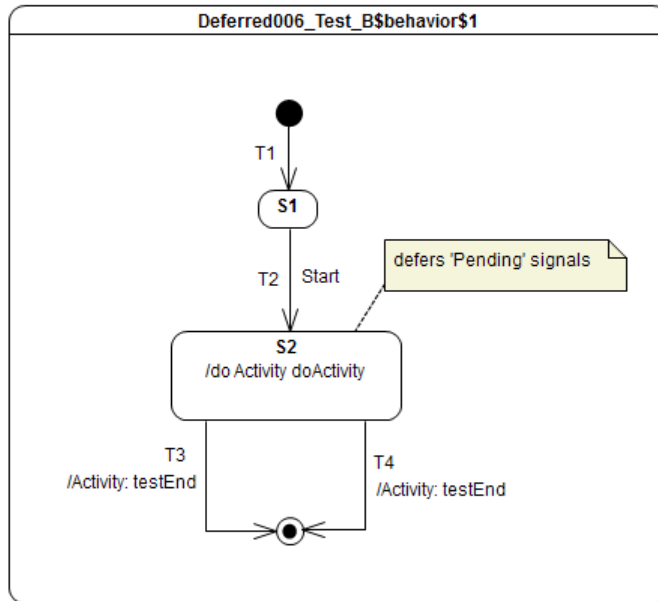 Deferred006_Test_B$behavior$1
T1
S1
T2 Start
defers 'Pending' signals
S2
/do Activity doActivity
T3
/Activity: testEnd
T4
/Activity: testEnd